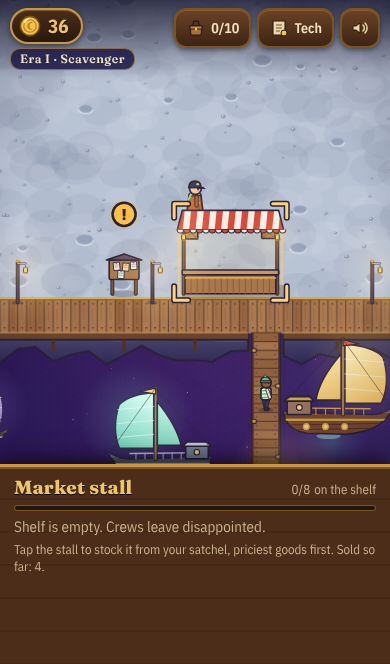 36
0/10
Tech
Era I · Scavenger
!
Market stall
0/8 on the shelf
Shelf is empty. Crews leave disappointed.
Tap the stall to stock it from your satchel, priciest goods first. Sold so
far: 4.